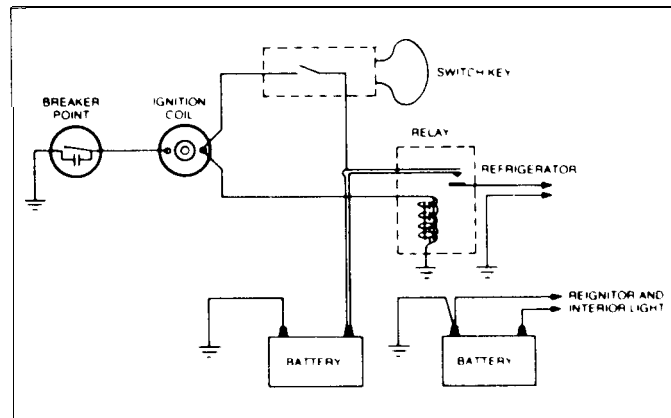 SWITCH KEY
BREAKER
POINT
IGNITION
COIL
RELAY
REFRIGERATOR
REIGNITOR AND
INTERIOR LIGHT
BATTERY
BATTERY